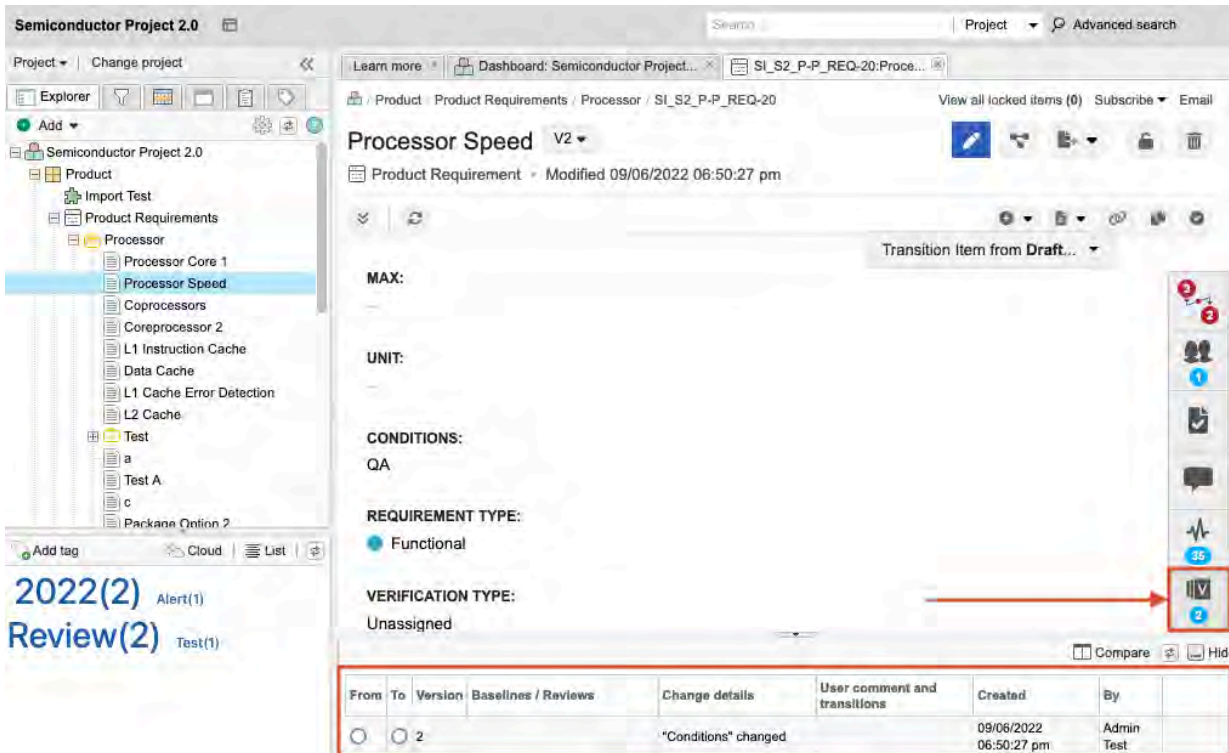 Semiconductor Project 2.0
Search
Project
Advanced search
Project
Change project
Learn more
Dashboard: Semiconductor Project...
SI_S2_P-P_REQ-20:Proce...
Explorer
Product / Product Requirements / Processor / SI_S2_P-P_REQ-20
View all locked items (0) Subscribe Email
Add
Processor Speed V2
Product Requirement
Modified 09/06/2022 06:50:27 pm
Semiconductor Project 2.0
Product
Import Test
Product Requirements
Processor
Processor Core 1
Processor Speed
Coprocessors
Coreprocessor 2
L1 Instruction Cache
Data Cache
L1 Cache Error Detection
L2 Cache
Test
a
Test A
c
Package Option 2
Transition Item from Draft...
MAX:
UNIT:
CONDITIONS:
QA
REQUIREMENT TYPE:
Functional
VERIFICATION TYPE:
Unassigned
2
1
35
2
Add tag
Cloud
List
2022(2) Alert(1)
Review(2) Test(1)
Compare
Hid
From To Version Baselines / Reviews Change details User comment and transitions Created By
2 "Conditions" changed 09/06/2022 06:50:27 pm Admin Test